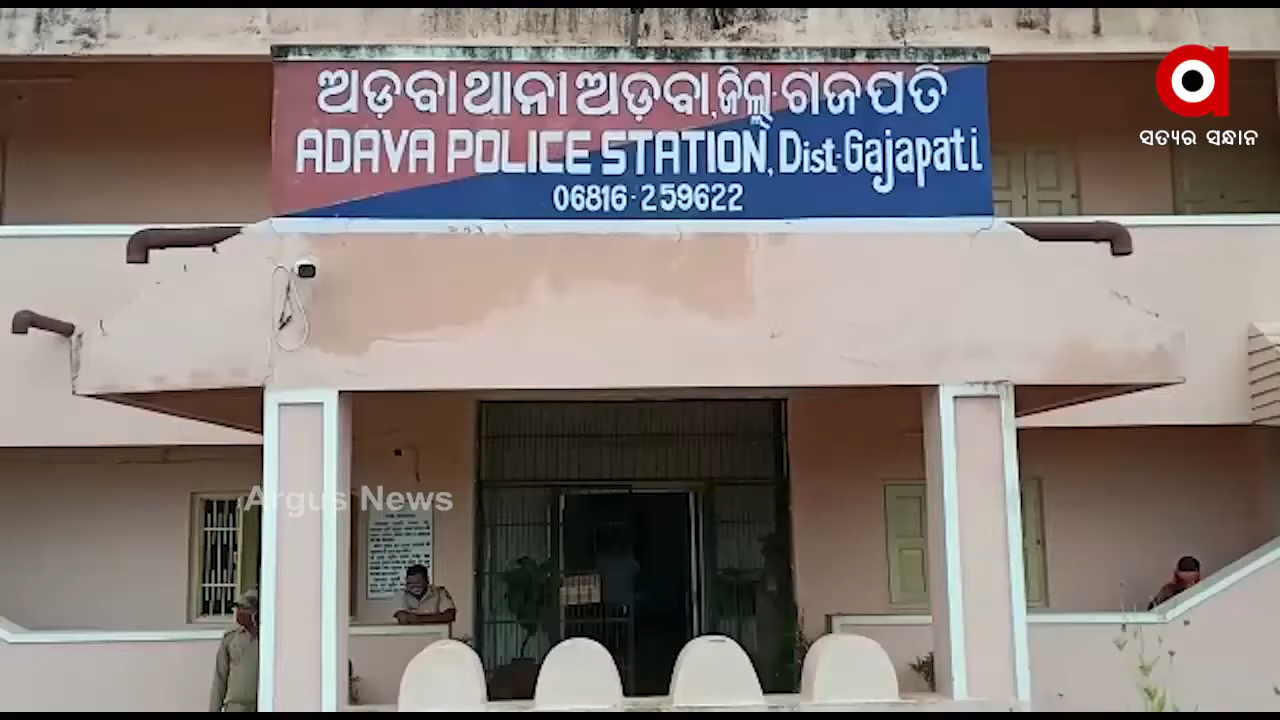 ଅଡ଼ବା ଥାନା ଅଡ଼ବା, ଜିଲ୍ଲା-ଗଜପତି
ADAVA POLICE STATION, Dist-Gajapati
06816-259622
ସତ୍ୟର ସନ୍ଧାନ
Argus News